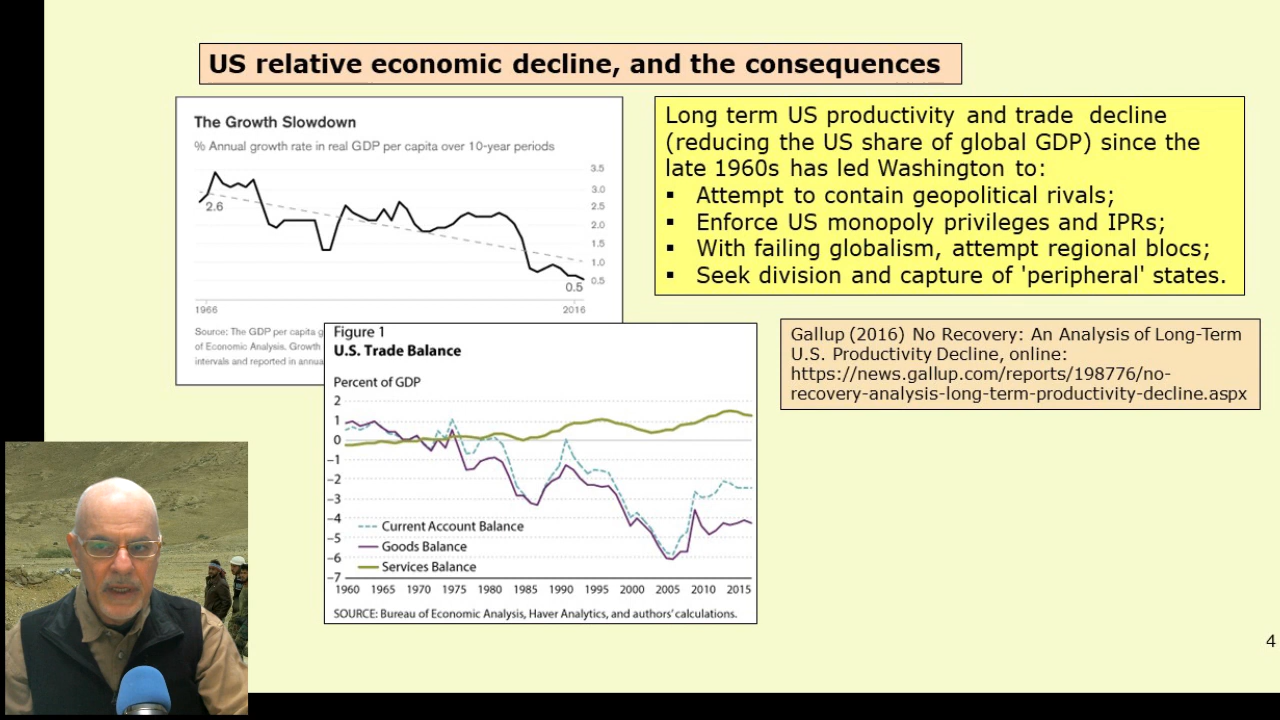 US relative economic decline, and the consequences
The Growth Slowdown
% Annual growth rate in real GDP per capita over 10-year periods
3.5
3.0
2.5
2.0
1.5
1.0
0.5
2.6
0.5
1966
2016
Source: The GDP per capita g
of Economic Analysis. Growth
intervals and reported in annua
Long term US productivity and trade decline
(reducing the US share of global GDP) since the
late 1960s has led Washington to:
▪ Attempt to contain geopolitical rivals;
▪ Enforce US monopoly privileges and IPRs;
▪ With failing globalism, attempt regional blocs;
▪ Seek division and capture of 'peripheral' states.
Gallup (2016) No Recovery: An Analysis of Long-Term
U.S. Productivity Decline, online:
https://news.gallup.com/reports/198776/no-
recovery-analysis-long-term-productivity-decline.aspx
Figure 1
U.S. Trade Balance
Percent of GDP
2
1
0
−1
−2
−3
−4
−5
−6
−7
Current Account Balance
Goods Balance
Services Balance
1960 1965 1970 1975 1980 1985 1990 1995 2000 2005 2010 2015
SOURCE: Bureau of Economic Analysis, Haver Analytics, and authors' calculations.
4